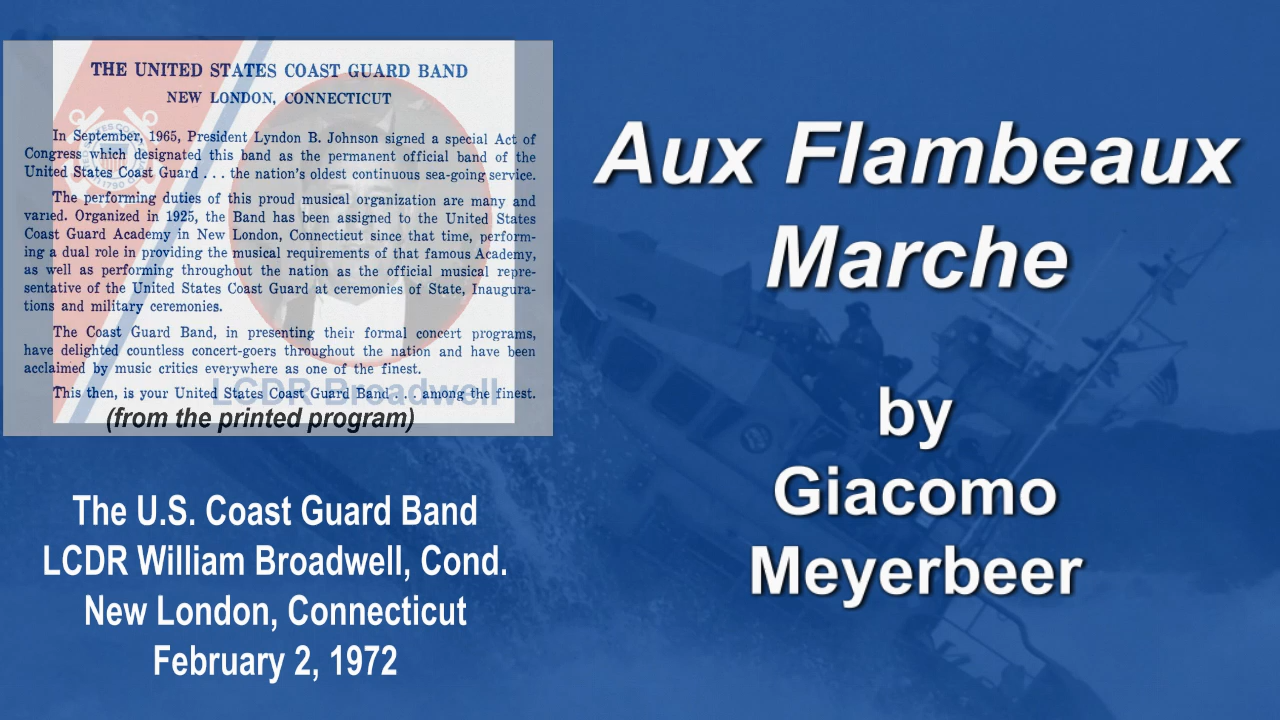 THE UNITED STATES COAST GUARD BAND
NEW LONDON, CONNECTICUT
In September, 1965, President Lyndon B. Johnson signed a special Act of
Congress which designated this band as the permanent official band of the
United States Coast Guard . . . the nation's oldest continuous sea-going service.
The performing duties of this proud musical organization are many and
varied. Organized in 1925, the Band has been assigned to the United States
Coast Guard Academy in New London, Connecticut since that time, perform-
ing a dual role in providing the musical requirements of that famous Academy,
as well as performing throughout the nation as the official musical repre-
sentative of the United States Coast Guard at ceremonies of State, Inaugura-
tions and military ceremonies.
The Coast Guard Band, in presenting their formal concert programs,
have delighted countless concert-goers throughout the nation and have been
acclaimed by music critics everywhere as one of the finest.
This then, is your United States Coast Guard Band . . . among the finest.
LCDR Broadwell
(from the printed program)
The U.S. Coast Guard Band
LCDR William Broadwell, Cond.
New London, Connecticut
February 2, 1972
Aux Flambeaux
Marche
by
Giacomo
Meyerbeer